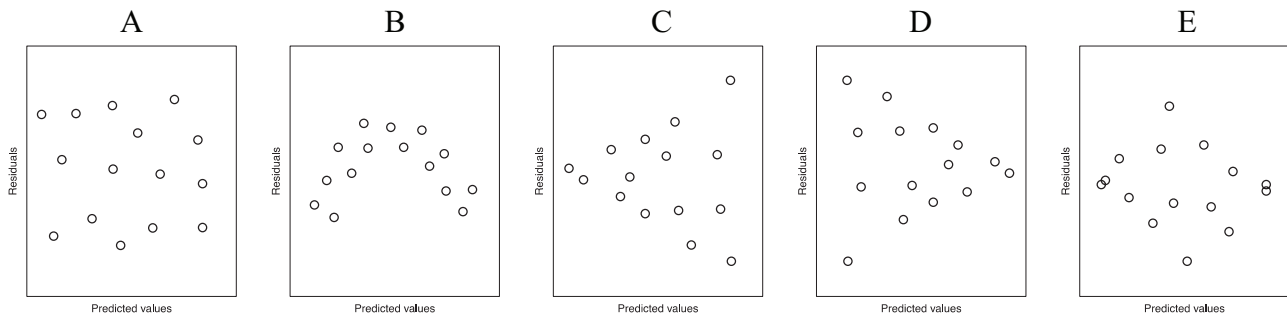 A B C D E
Residuals Residuals Residuals Residuals Residuals
Predicted values Predicted values Predicted values Predicted values Predicted values